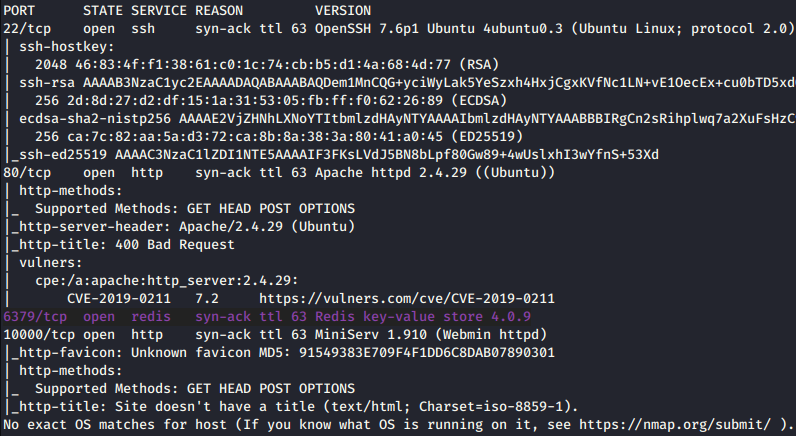 PORT STATE SERVICE REASON VERSION
22/tcp open ssh syn-ack ttl 63 OpenSSH 7.6p1 Ubuntu 4ubuntu0.3 (Ubuntu Linux; protocol 2.0)
| ssh-hostkey:
| 2048 46:83:4f:f1:38:61:c0:1c:74:cb:b5:d1:4a:68:4d:77 (RSA)
| ssh-rsa AAAAB3NzaC1yc2EAAAADAQABAAABAQDem1MnCQG+yciWyLak5YeSzxh4HxjCgxKVfNc1LN+vE1OecEx+cu0bTD5xd
| 256 2d:8d:27:d2:df:15:1a:31:53:05:fb:ff:f0:62:26:89 (ECDSA)
| ecdsa-sha2-nistp256 AAAAE2VjZHNhLXNoYTItbmlzdHAyNTYAAAAIbmlzdHAyNTYAAABBBIRgCn2sRihplwq7a2XuFsHzC
| 256 ca:7c:82:aa:5a:d3:72:ca:8b:8a:38:3a:80:41:a0:45 (ED25519)
|_ssh-ed25519 AAAAC3NzaC1lZDI1NTE5AAAAIF3FKsLVdJ5BN8bLpf80Gw89+4wUslxhI3wYfnS+53Xd
80/tcp open http syn-ack ttl 63 Apache httpd 2.4.29 ((Ubuntu))
| http-methods:
|_ Supported Methods: GET HEAD POST OPTIONS
|_http-server-header: Apache/2.4.29 (Ubuntu)
|_http-title: 400 Bad Request
| vulners:
| cpe:/a:apache:http_server:2.4.29:
| CVE-2019-0211 7.2 https://vulners.com/cve/CVE-2019-0211
6379/tcp open redis syn-ack ttl 63 Redis key-value store 4.0.9
10000/tcp open http syn-ack ttl 63 MiniServ 1.910 (Webmin httpd)
|_http-favicon: Unknown favicon MD5: 91549383E709F4F1DD6C8DAB07890301
| http-methods:
|_ Supported Methods: GET HEAD POST OPTIONS
|_http-title: Site doesn't have a title (text/html; Charset=iso-8859-1).
No exact OS matches for host (If you know what OS is running on it, see https://nmap.org/submit/ ).